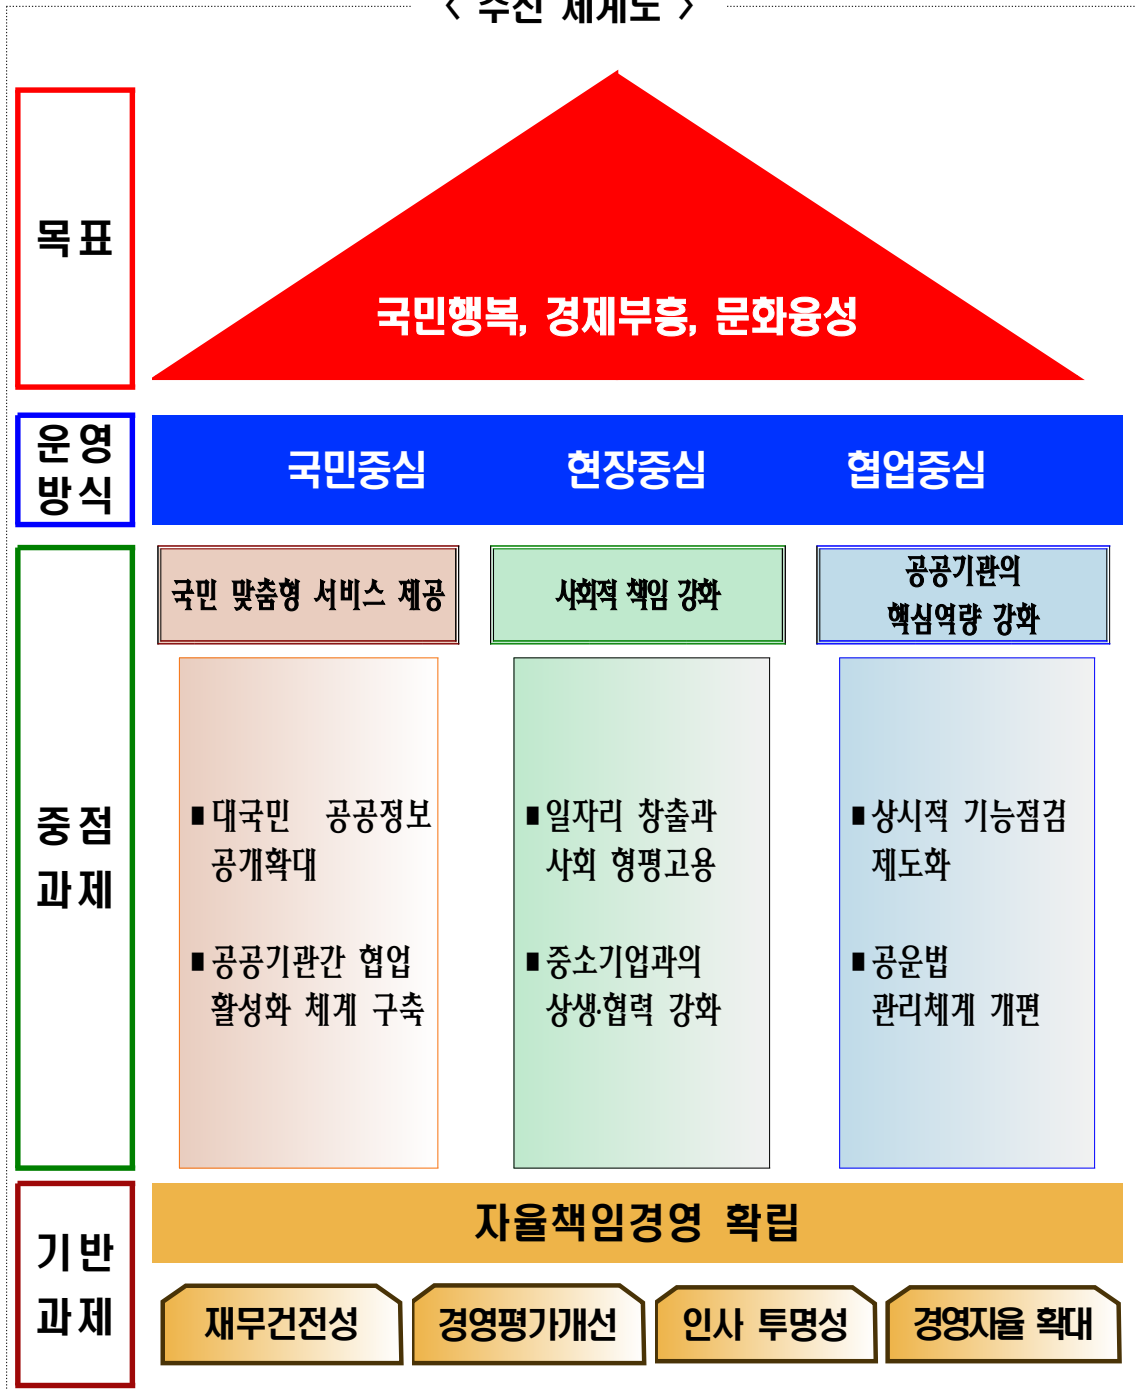 < 추진 체계도 >
목표
국민행복, 경제부흥, 문화융성
운영
방식
국민중심 현장중심 협업중심
중점
과제
국민 맞춤형 서비스 제공
사회적 책임 강화
공공기관의
핵심역량 강화
■ 대국민 공공정보
공개확대
■ 공공기관간 협업
활성화 체계 구축
■ 일자리 창출과
사회 형평고용
■ 중소기업과의
상생·협력 강화
■ 상시적 기능점검
제도화
■ 공운법
관리체계 개편
기반
과제
자율책임경영 확립
재무건전성
경영평가개선
인사 투명성
경영자율 확대